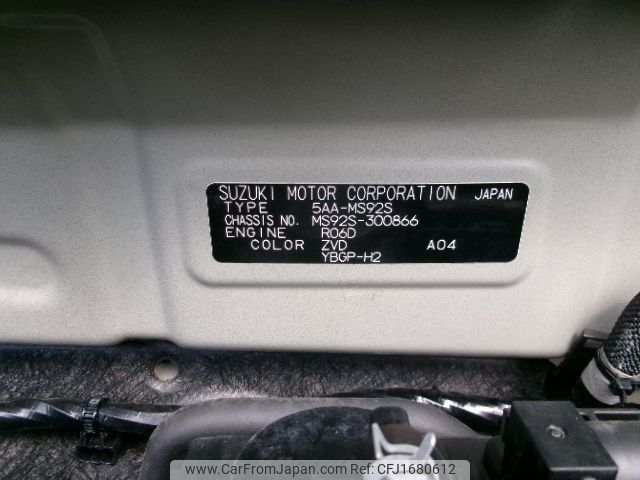 SUZUKI MOTOR CORPORATION JAPAN
TYPE 5AA-MS92S
CHASSIS NO. MS92S-300866
ENGINE R06D
COLOR ZVD A04
YBGP-H2
www.CarFromJapan.com Ref:CFJ1680612